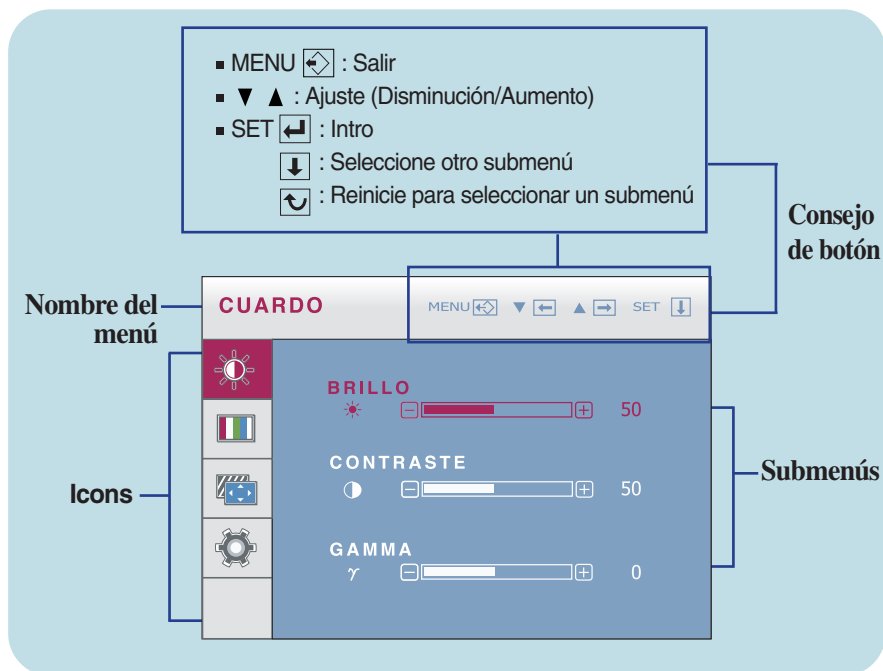 MENU : Salir
▼ ▲ : Ajuste (Disminución/Aumento)
SET : Intro
: Seleccione otro submenú
: Reinicie para seleccionar un submenú
Consejo
de botón
Nombre del
menú
CUARDO
MENU ▼ ▲ SET
BRILLO
50
CONTRASTE
50
GAMMA
γ 0
Icons
Submenús